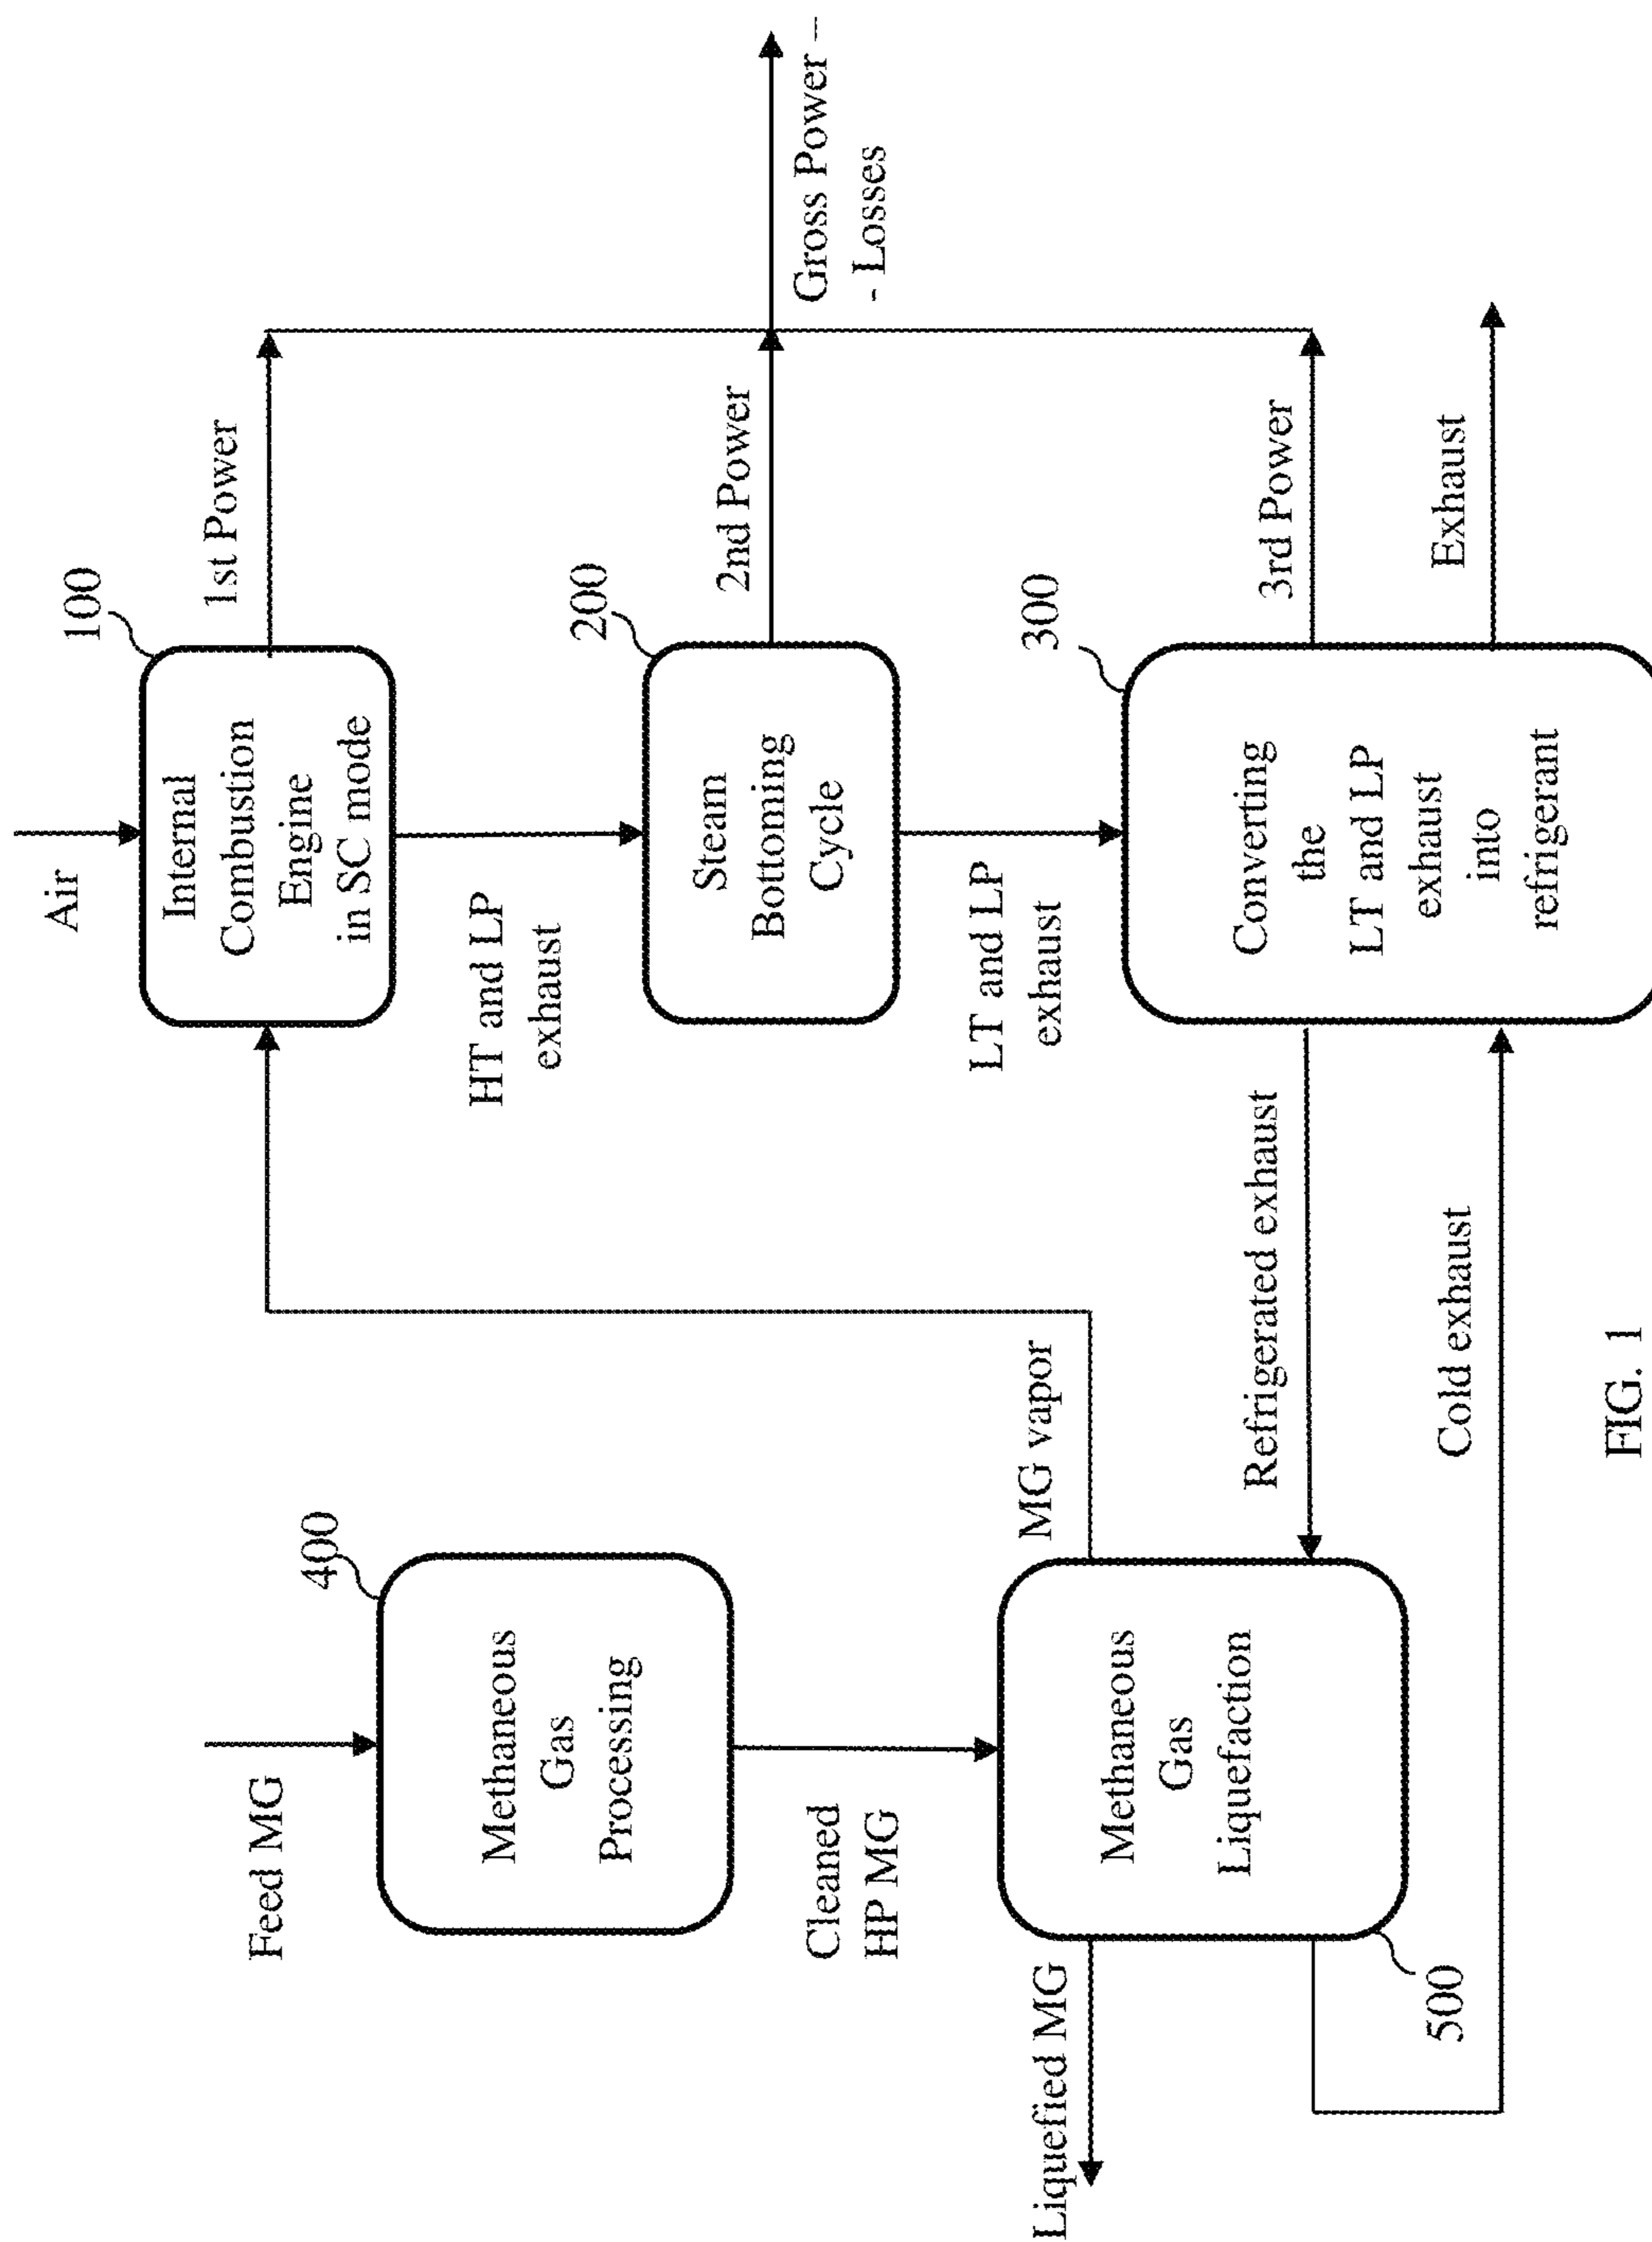 Air
100
Internal
Combustion
Engine
in SC mode
1st Power
HT and LP
exhaust
200
Steam
Bottoming
Cycle
2nd Power
Gross Power –
- Losses
LT and LP
exhaust
300
Converting
the
LT and LP
exhaust
into
refrigerant
3rd Power
Exhaust
Feed MG
400
Methaneous
Gas
Processing
Cleaned
HP MG
MG vapor
Methaneous
Gas
Liquefaction
Liquefied MG
500
Refrigerated exhaust
Cold exhaust
FIG. 1